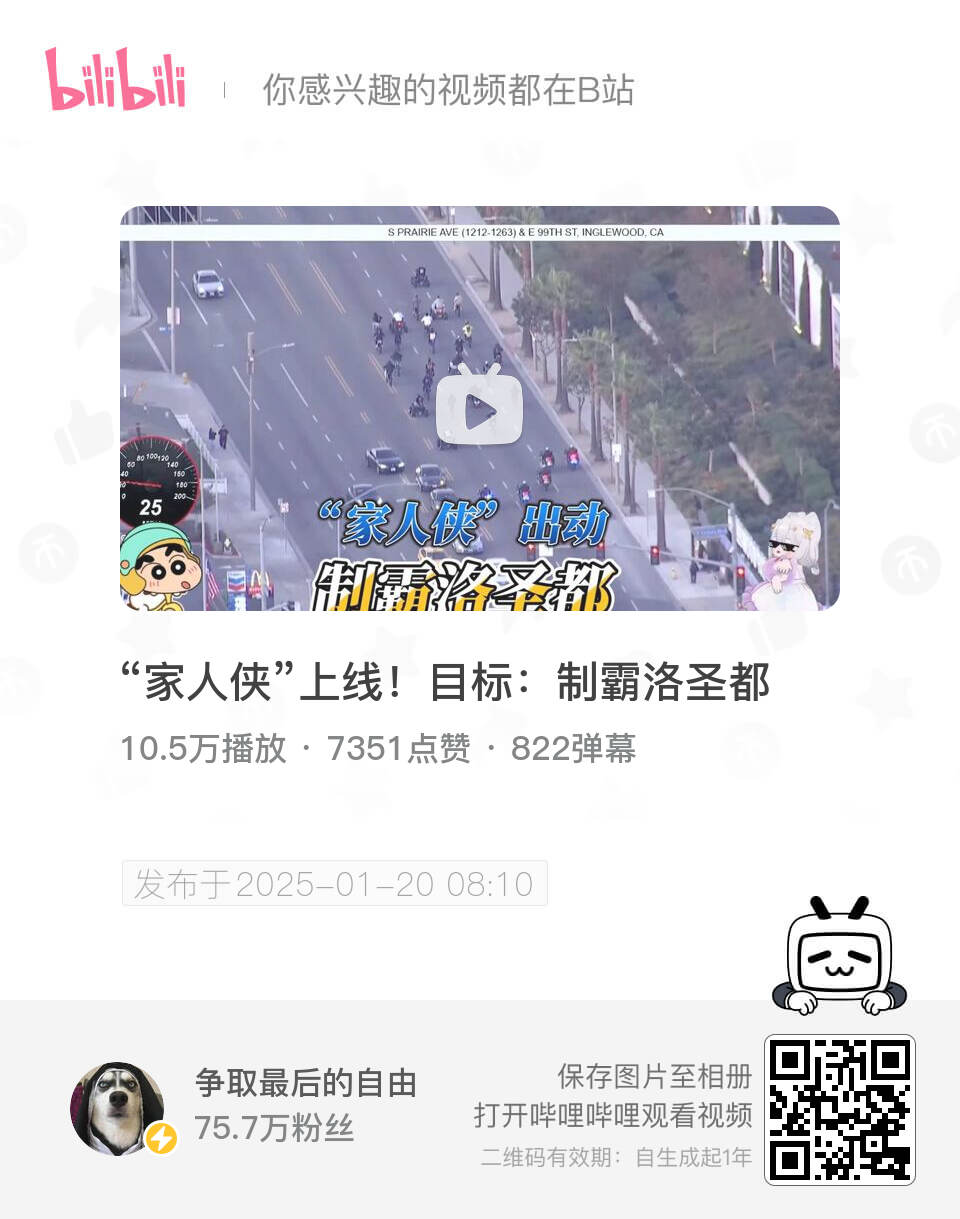 bilibili
你感兴趣的视频都在B站
S PRAIRIE AVE (1212-1263) & E 99TH ST, INGLEWOOD, CA
60 80 100 120 140 160 180 200
40
0
25
“家人侠”出动
制霸洛圣都
“家人侠”上线！目标：制霸洛圣都
10.5万播放 · 7351点赞 · 822弹幕
发布于2025-01-20 08:10
争取最后的自由
75.7万粉丝
保存图片至相册
打开哔哩哔哩观看视频
二维码有效期：自生成起1年